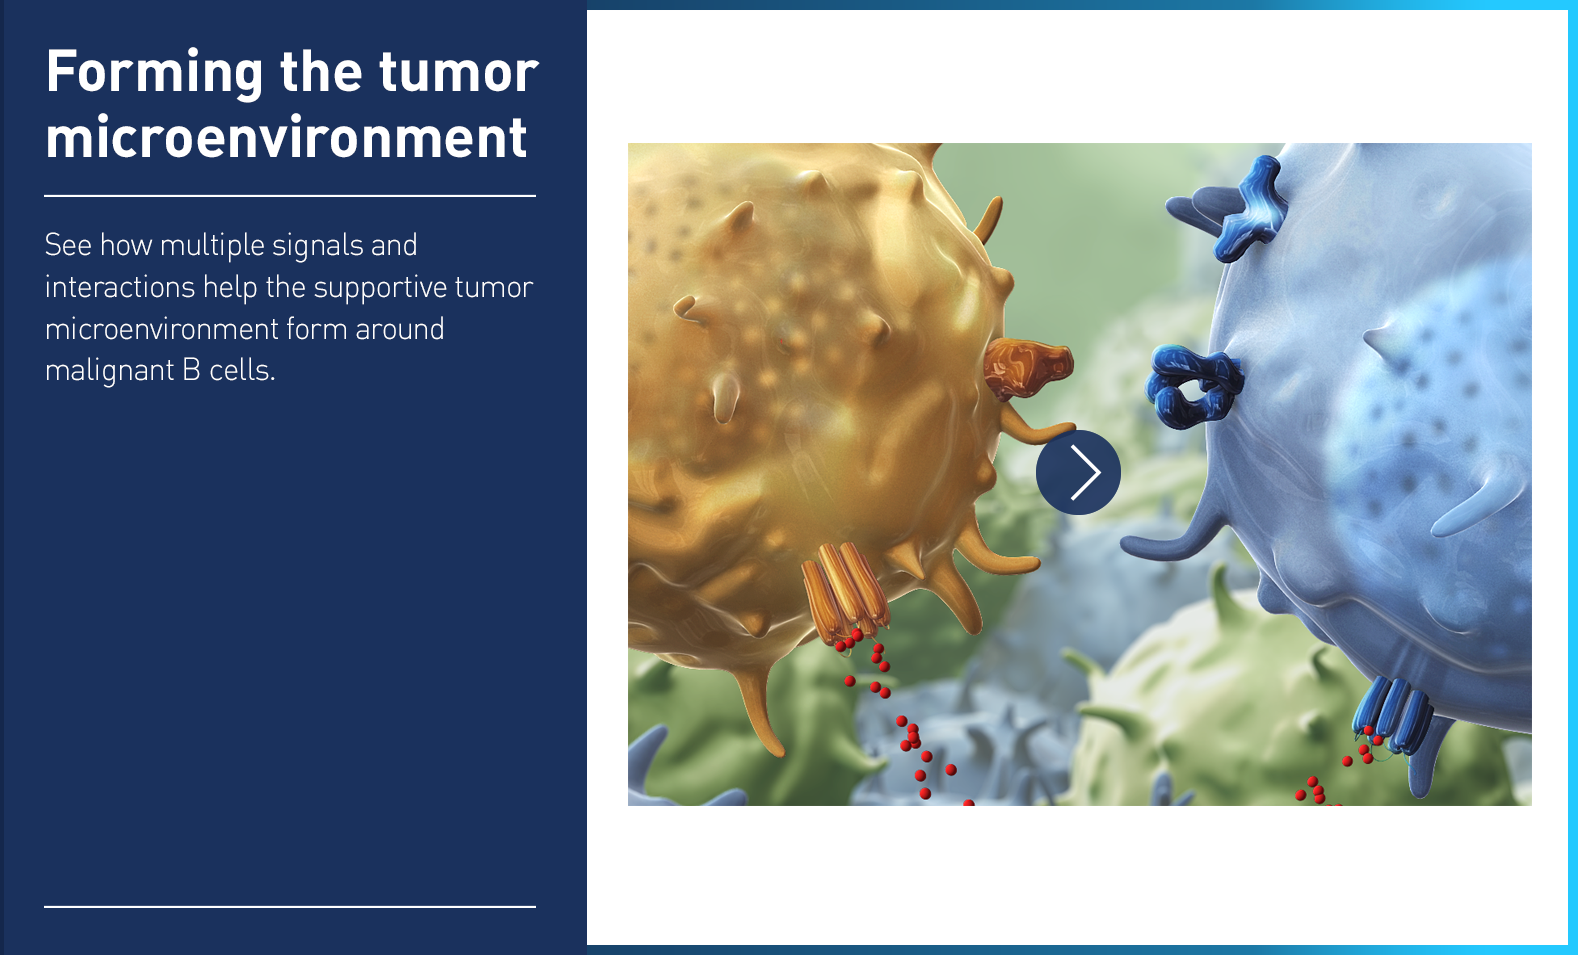 Forming the tumor
microenvironment
See how multiple signals and
interactions help the supportive tumor
microenvironment form around
malignant B cells.